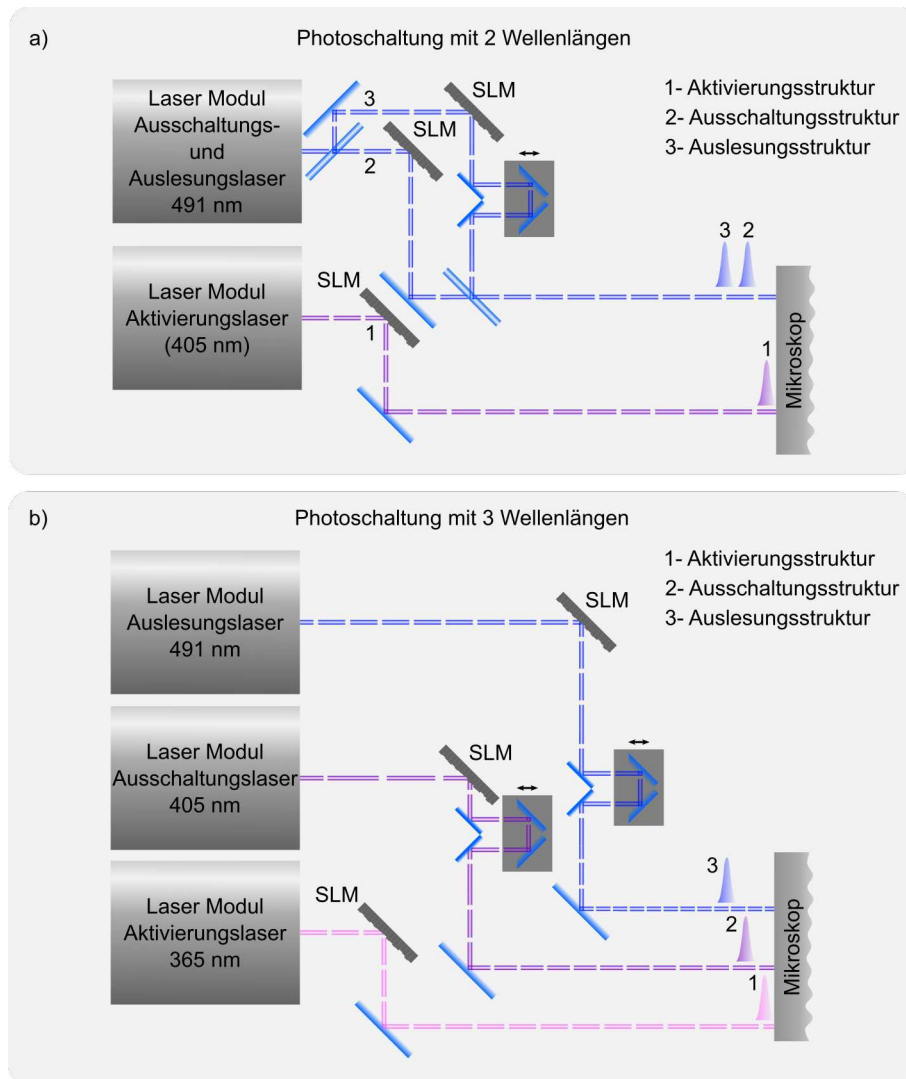 a)
Photoschaltung mit 2 Wellenlängen
Laser Modul
Ausschaltungs-
und
Auslesungslaser
491 nm
3
SLM
SLM
2
1- Aktivierungsstruktur
2- Ausschaltungsstruktur
3- Auslesungsstruktur
Laser Modul
Aktivierungslaser
(405 nm)
SLM
1
3 2
1
Mikroskop
b)
Photoschaltung mit 3 Wellenlängen
Laser Modul
Auslesungslaser
491 nm
SLM
1- Aktivierungsstruktur
2- Ausschaltungsstruktur
3- Auslesungsstruktur
Laser Modul
Ausschaltungslaser
405 nm
SLM
Laser Modul
Aktivierungslaser
365 nm
SLM
3
2
1
Mikroskop